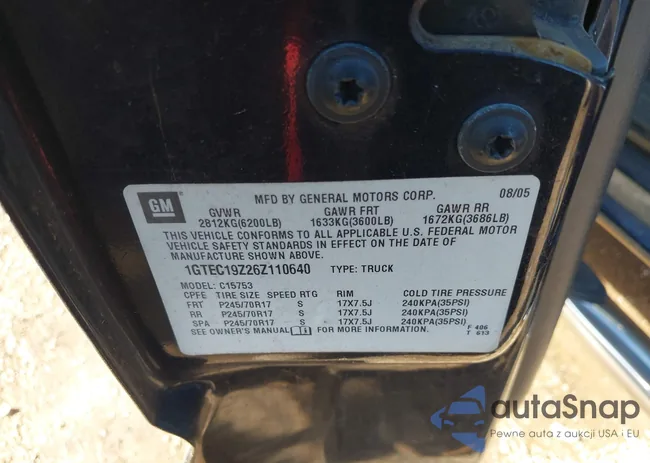 GM
MFD BY GENERAL MOTORS CORP. 08/05
GVWR GAWR FRT GAWR RR
2812KG(6200LB) 1633KG(3600LB) 1672KG(3686LB)
THIS VEHICLE CONFORMS TO ALL APPLICABLE U.S. FEDERAL MOTOR
VEHICLE SAFETY STANDARDS IN EFFECT ON THE DATE OF
MANUFACTURE SHOWN ABOVE.
1GTEC19Z26Z110640 TYPE: TRUCK
MODEL: C15753
CPFE TIRE SIZE SPEED RTG RIM COLD TIRE PRESSURE
FRT P245/70R17 S 17X7.5J 240KPA(35PSI)
RR P245/70R17 S 17X7.5J 240KPA(35PSI)
SPA P245/70R17 S 17X7.5J 240KPA(35PSI)
SEE OWNER'S MANUAL FOR MORE INFORMATION. F 486
T 613
autaSnap
Pewne auta z aukcji USA i EU